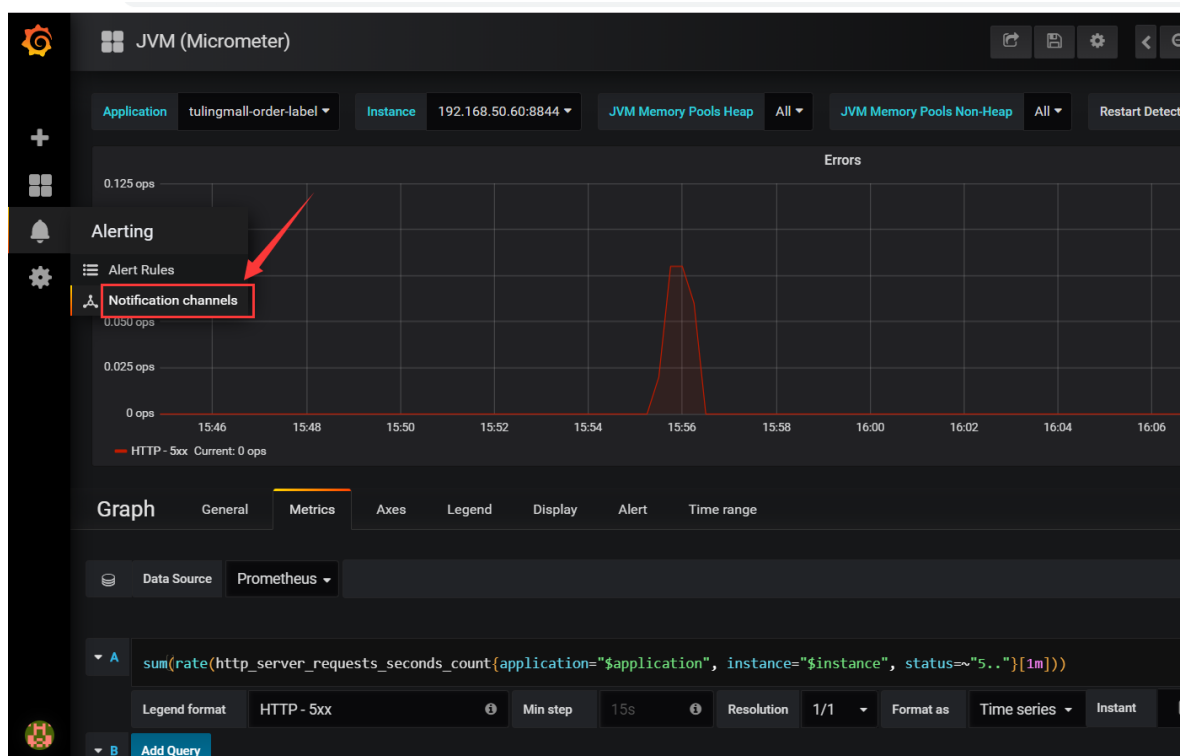 JVM (Micrometer)
Application tulingmall-order-label Instance 192.168.50.60:8844 JVM Memory Pools Heap All JVM Memory Pools Non-Heap All Restart Detect
Errors
0.125 ops
Alerting
Alert Rules
Notification channels
0.050 ops
0.025 ops
0 ops
15:46 15:48 15:50 15:52 15:54 15:56 15:58 16:00 16:02 16:04 16:06
HTTP - 5xx Current: 0 ops
Graph General Metrics Axes Legend Display Alert Time range
Data Source Prometheus
A sum(rate(http_server_requests_seconds_count{application="$application", instance="$instance", status=~"5.."}[1m]))
Legend format HTTP - 5xx Min step 15s Resolution 1/1 Format as Time series Instant
B Add Query